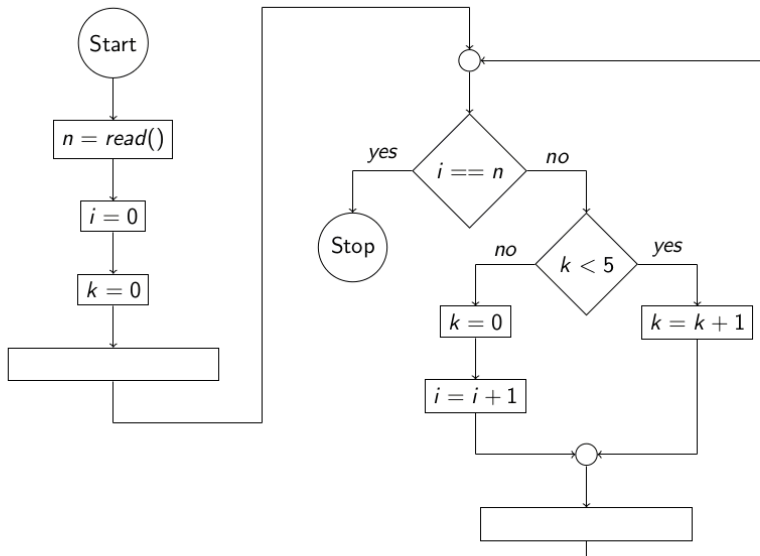 Start
n = read()
i = 0
k = 0
i == n
yes
no
Stop
k < 5
no
yes
k = 0
k = k + 1
i = i + 1